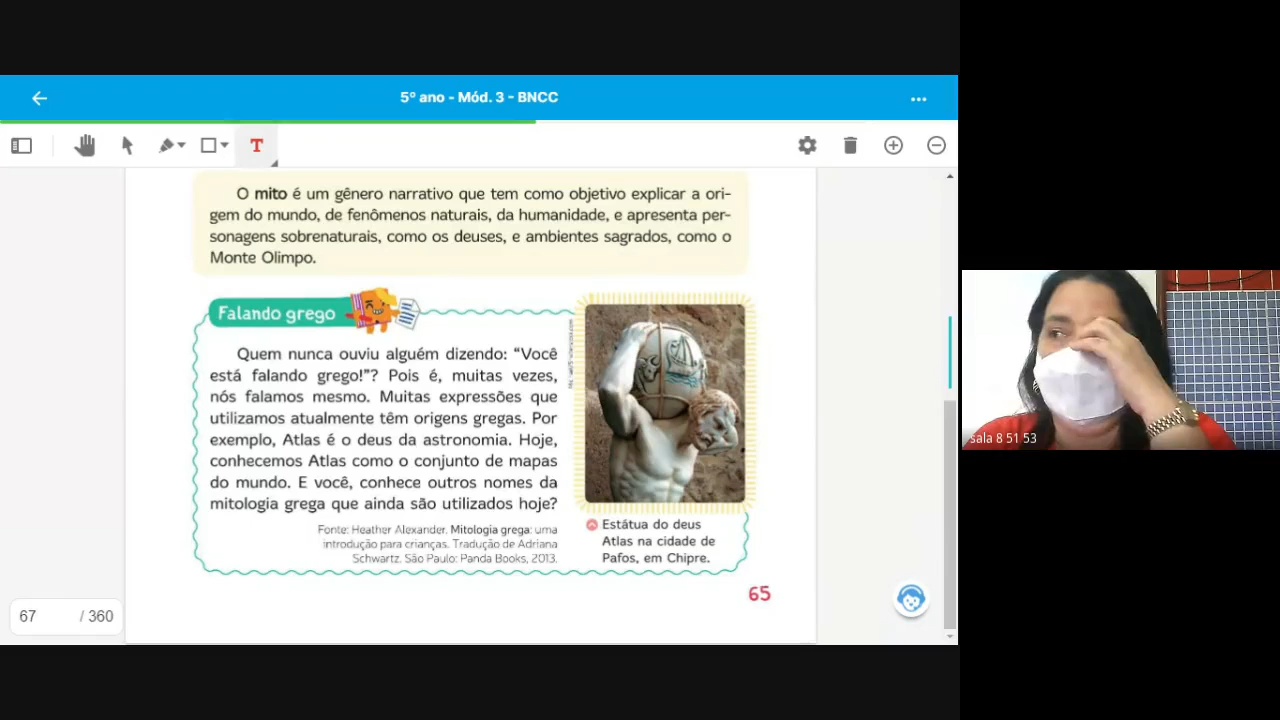 5º ano - Mód. 3 - BNCC
T
O mito é um gênero narrativo que tem como objetivo explicar a ori-
gem do mundo, de fenômenos naturais, da humanidade, e apresenta per-
sonagens sobrenaturais, como os deuses, e ambientes sagrados, como o
Monte Olimpo.
Falando grego
Quem nunca ouviu alguém dizendo: “Você
está falando grego!”? Pois é, muitas vezes,
nós falamos mesmo. Muitas expressões que
utilizamos atualmente têm origens gregas. Por
exemplo, Atlas é o deus da astronomia. Hoje,
conhecemos Atlas como o conjunto de mapas
do mundo. E você, conhece outros nomes da
mitologia grega que ainda são utilizados hoje?
Fonte: Heather Alexander. Mitologia grega: uma
introdução para crianças. Tradução de Adriana
Schwartz. São Paulo: Panda Books, 2013.
Estátua do deus
Atlas na cidade de
Pafos, em Chipre.
65
67 / 360
sala 8 51 53